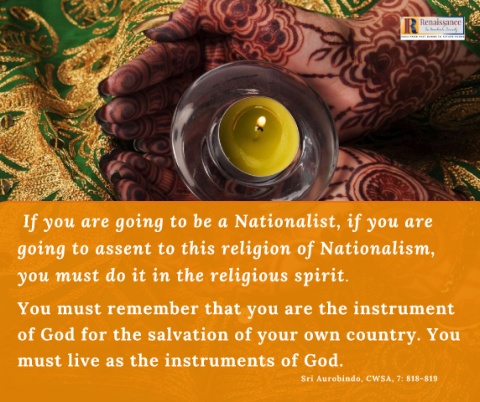 Renaissance
If you are going to be a Nationalist, if you are
going to assent to this religion of Nationalism,
you must do it in the religious spirit.
You must remember that you are the instrument
of God for the salvation of your own country. You
must live as the instruments of God.
Sri Aurobindo, CWSA, 7: 818-819